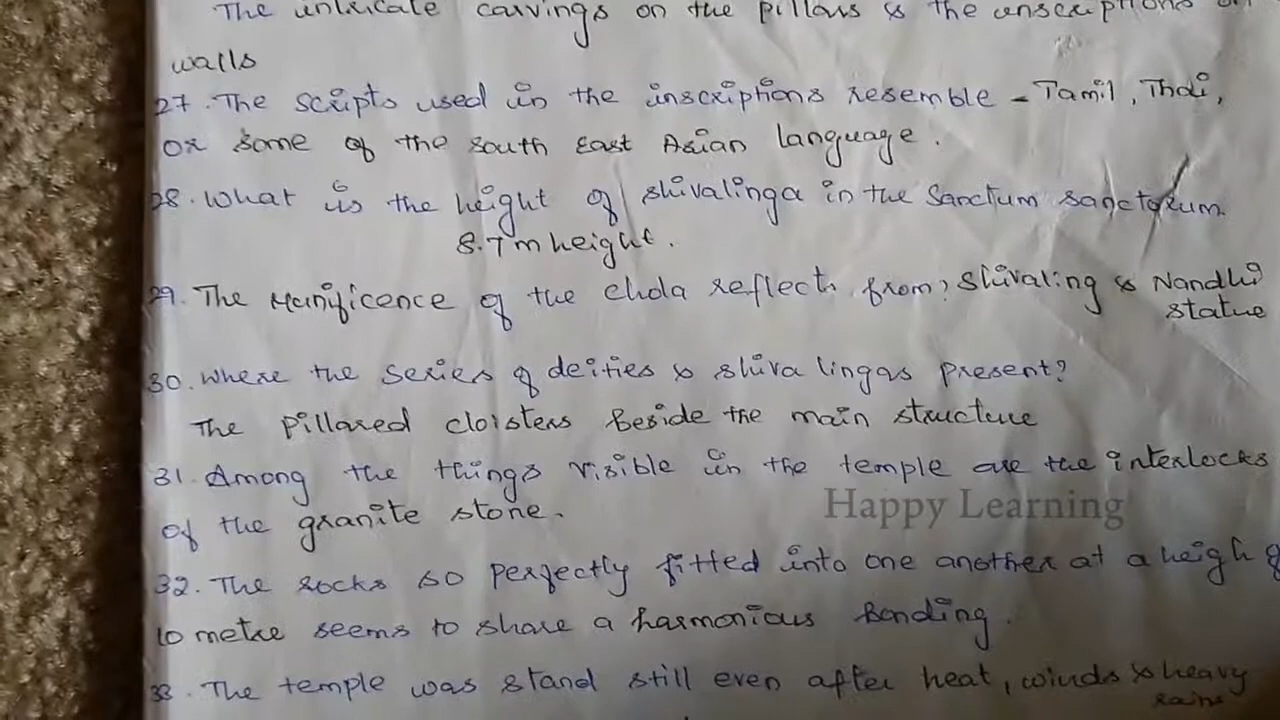 The intricate carvings on the pillars & the inscriptions on
walls
27. The scripts used in the inscriptions resemble - Tamil, Thai,
or some of the south East Asian language.
28. What is the height of shivalinga in the Sanctum sanctorum.
8.7 m height.
29. The Munificence of the chola reflects from? Shivaling & Nandhi
statue
30. Where the series of deities & shiva lingas present?
The pillared cloisters Beside the main structure
31. Among the things visible in the temple are the interlocks
of the granite stone.
Happy Learning
32. The rocks so perfectly fitted into one another at a heigh of
10 metre seems to share a harmonious Bonding.
33. The temple was stand still even after heat, winds & heavy
rains